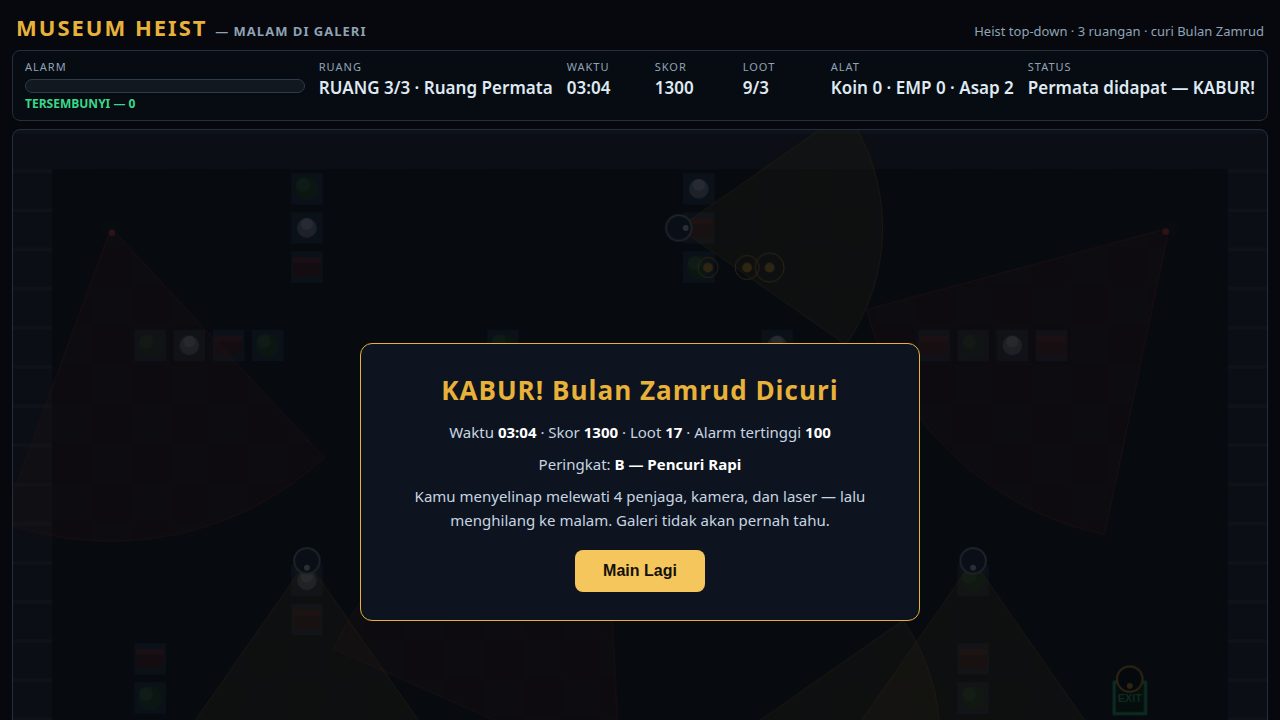 MUSEUM HEIST — MALAM DI GALERI
Heist top-down · 3 ruangan · curi Bulan Zamrud
ALARM
TERSEMBUNYI — 0
RUANG
RUANG 3/3 · Ruang Permata
WAKTU
03:04
SKOR
1300
LOOT
9/3
ALAT
Koin 0 · EMP 0 · Asap 2
STATUS
Permata didapat — KABUR!
KABUR! Bulan Zamrud Dicuri
Waktu 03:04 · Skor 1300 · Loot 17 · Alarm tertinggi 100
Peringkat: B — Pencuri Rapi
Kamu menyelinap melewati 4 penjaga, kamera, dan laser — lalu
menghilang ke malam. Galeri tidak akan pernah tahu.
Main Lagi
EXIT